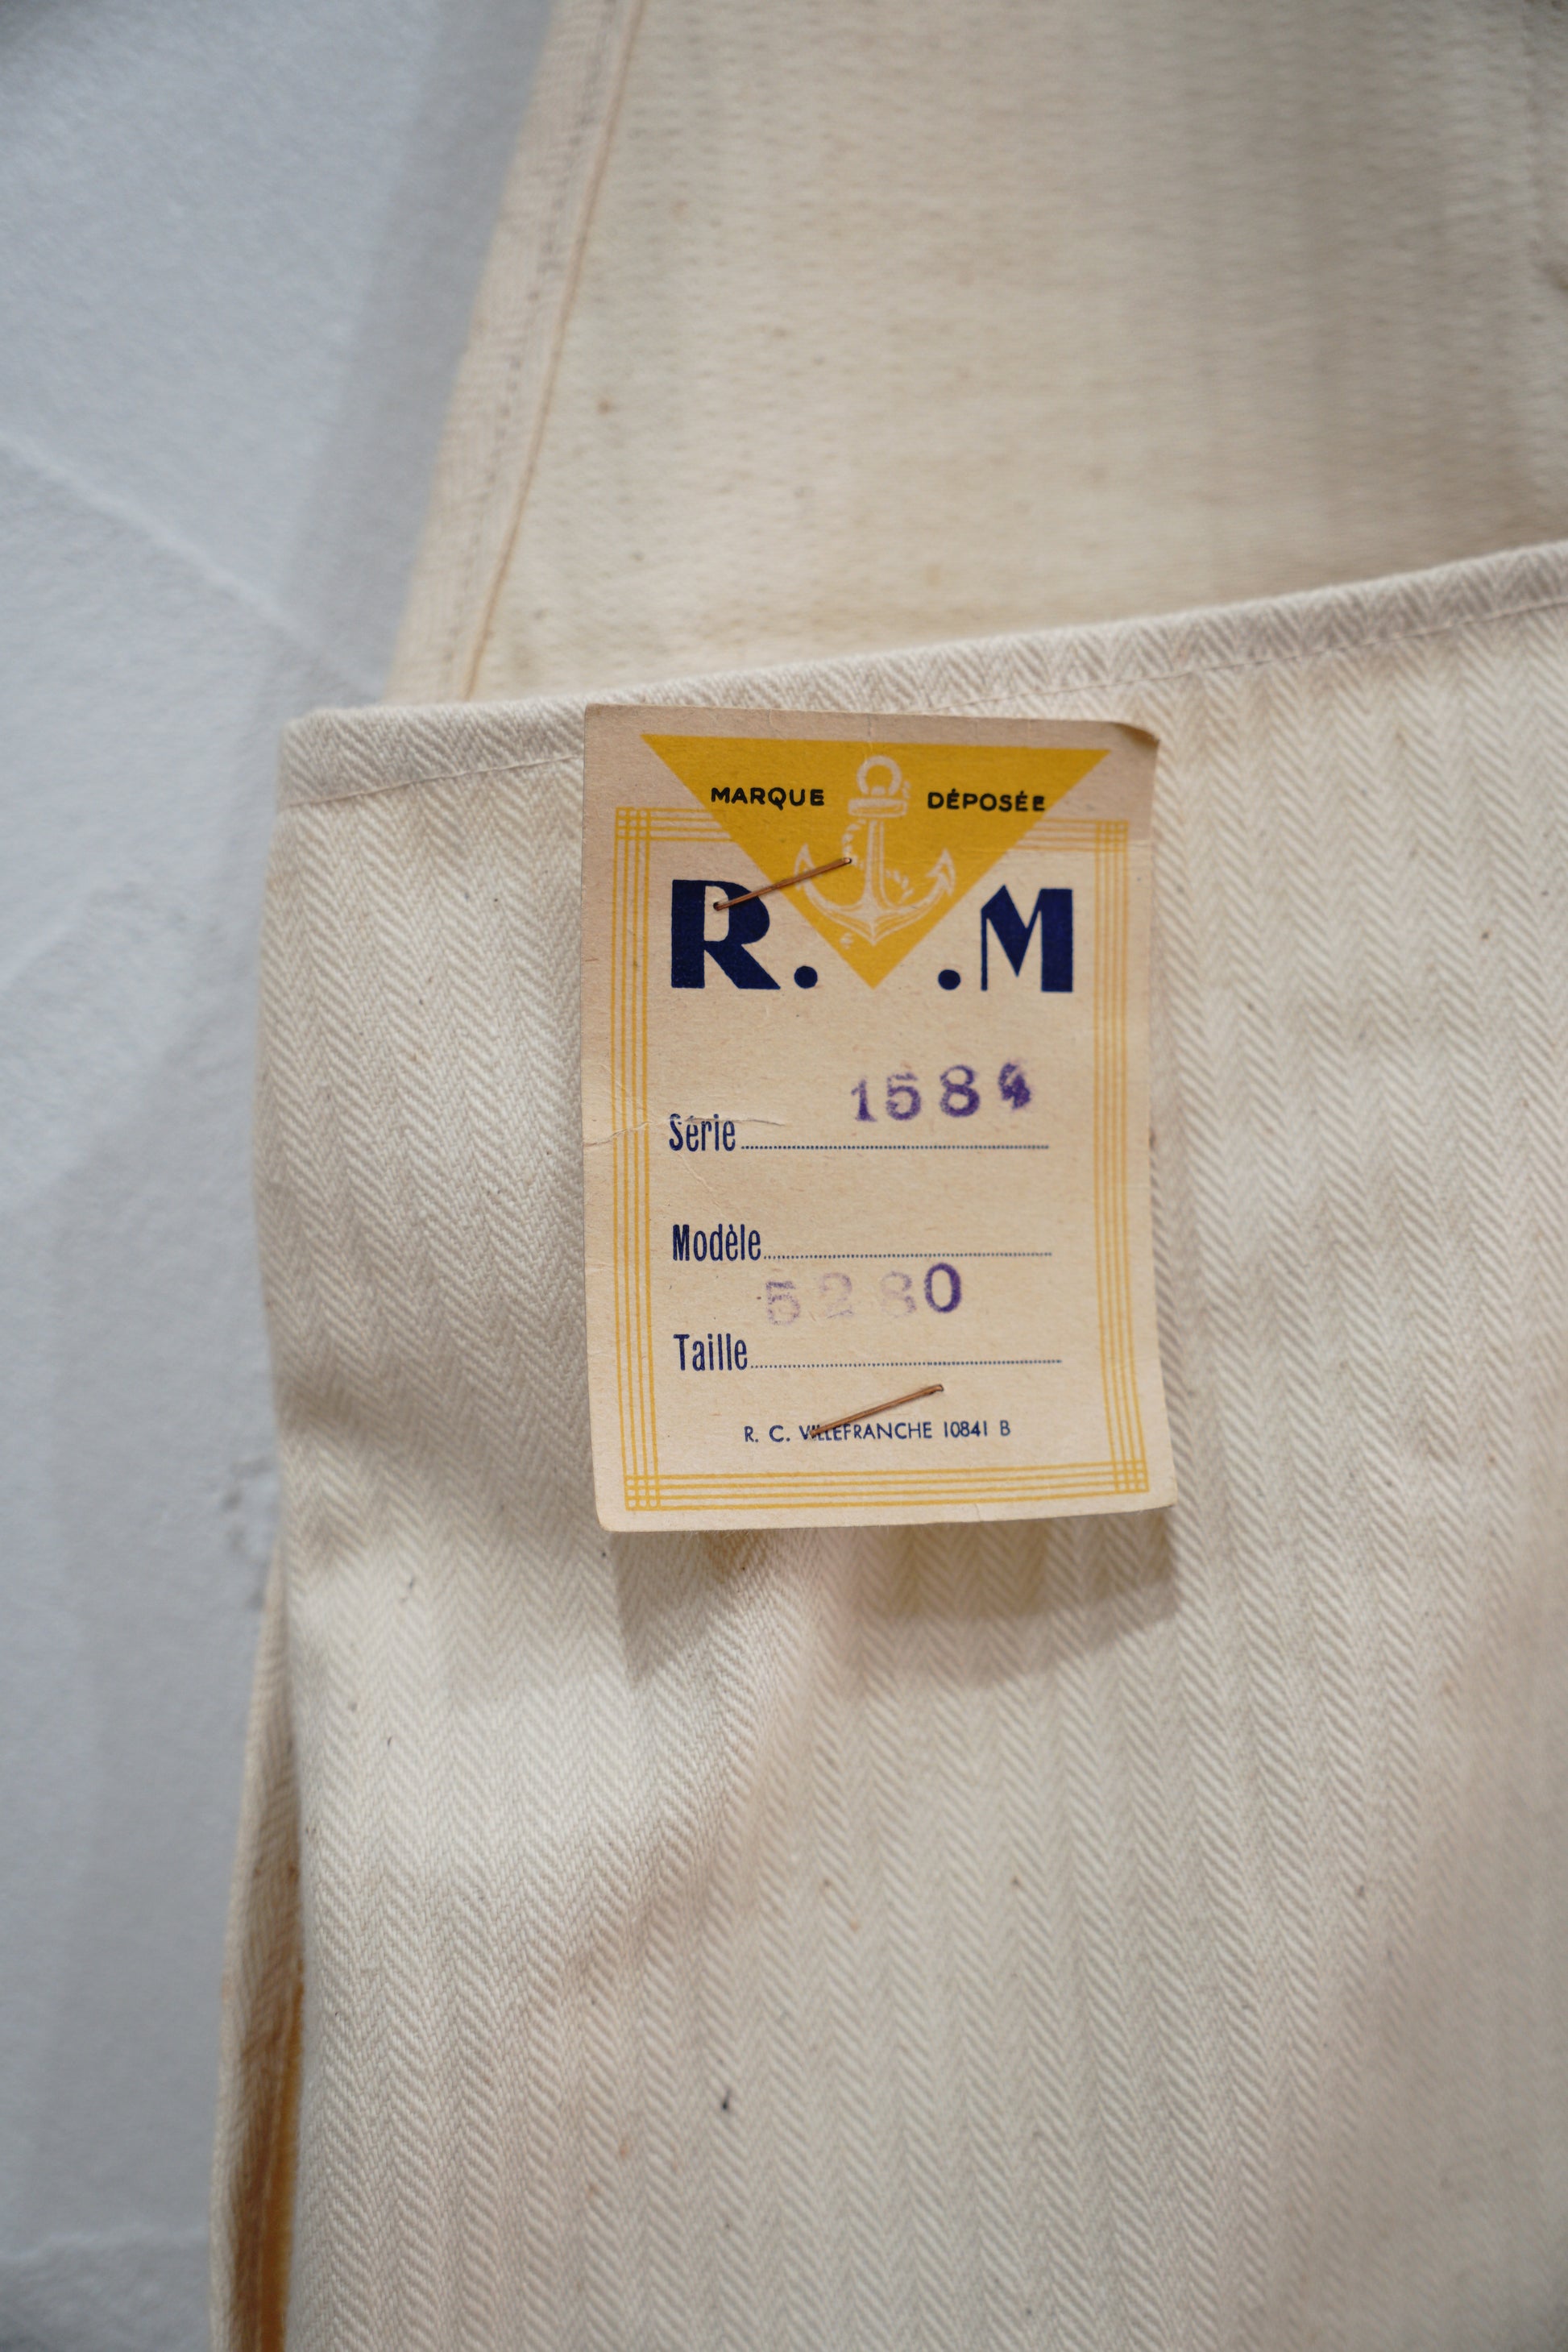 MARQUE DÉPOSÉE
R. .M
1584
Série
Modèle
5280
Taille
R. C. VILLEFRANCHE 10841 B